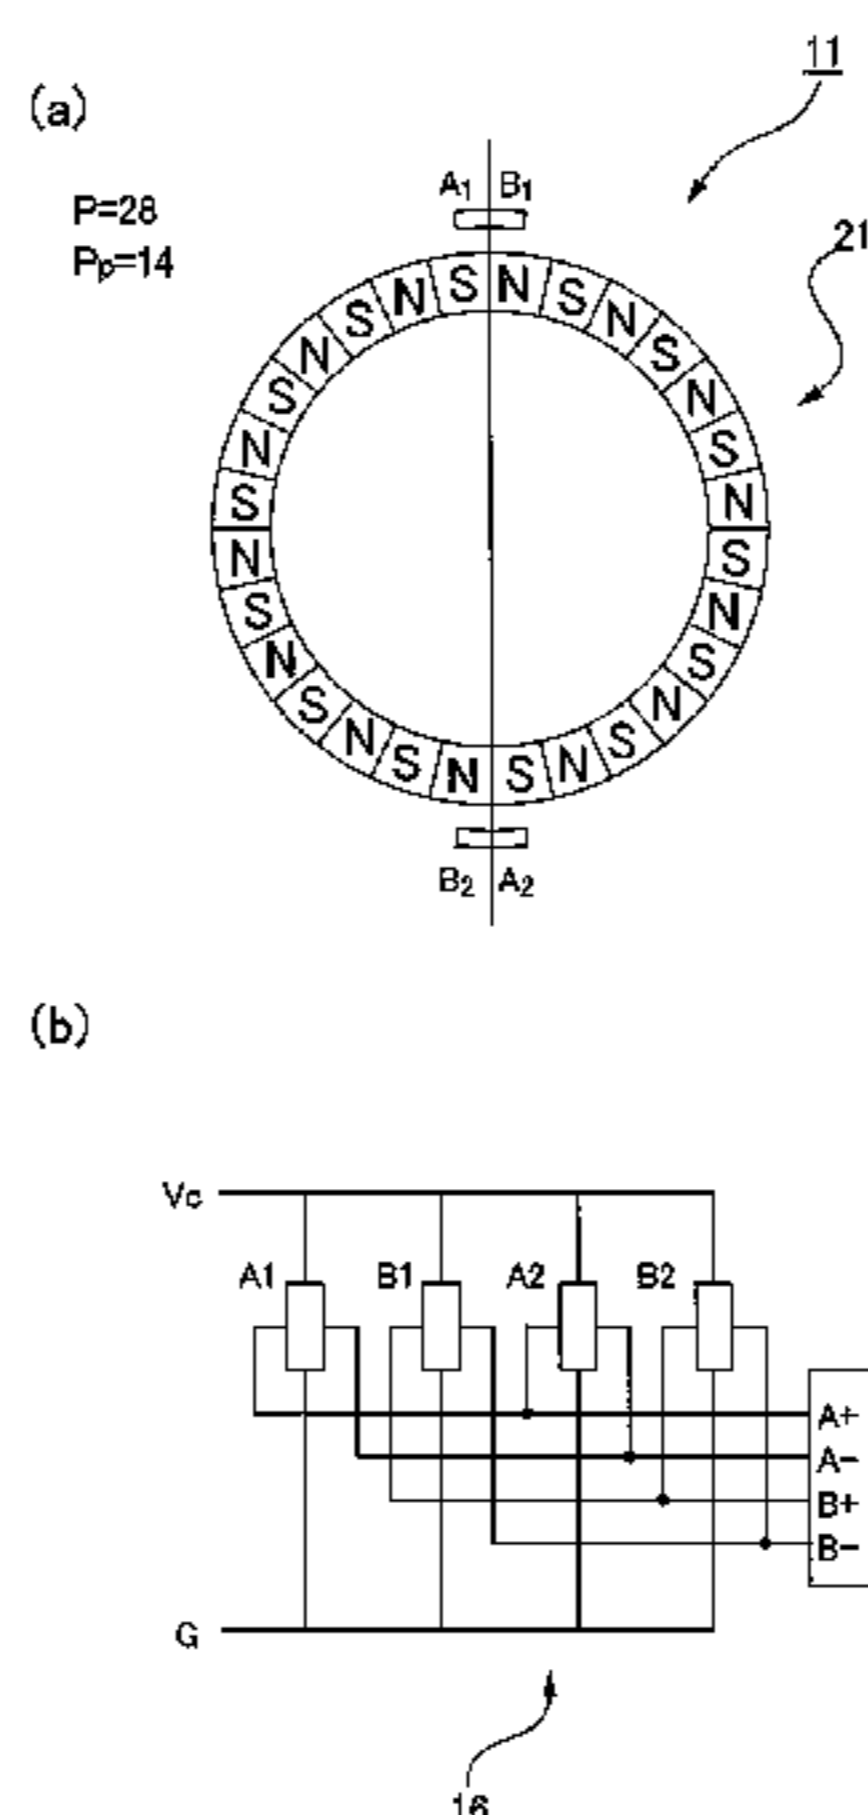 11
(a)
P=28
Pp=14
A1 B1
21
N S N S N S N S N S N S N S N S N S N S N S N S N S N S
B2 A2
(b)
Vc
A1 B1 A2 B2
A+
A−
B+
B−
G
16